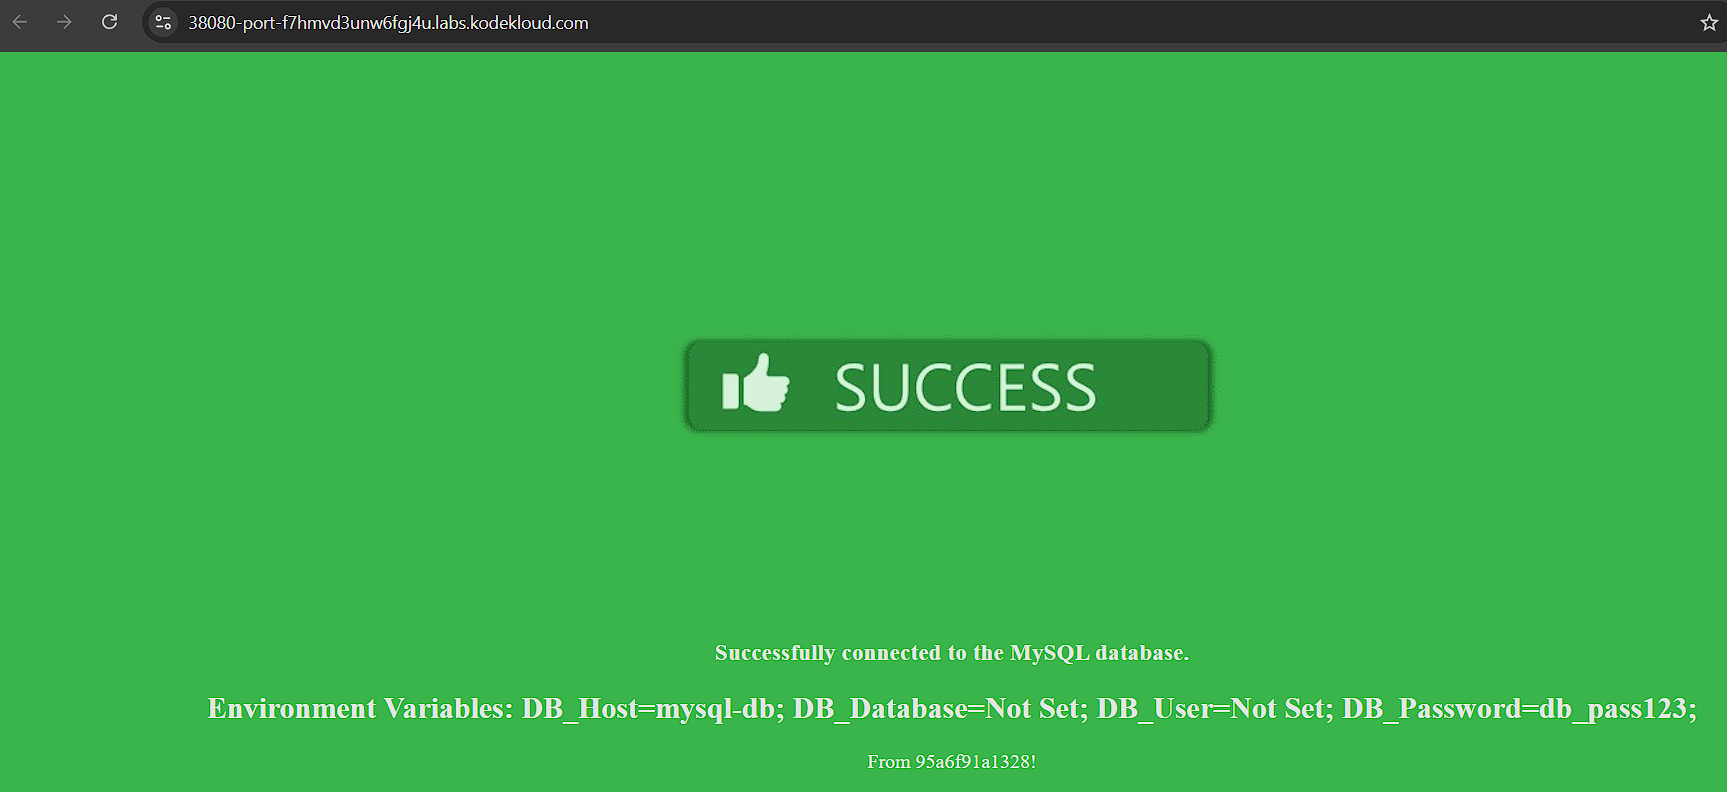 38080-port-f7hmvd3unw6fgj4u.labs.kodekloud.com
SUCCESS
Successfully connected to the MySQL database.
Environment Variables: DB_Host=mysql-db; DB_Database=Not Set; DB_User=Not Set; DB_Password=db_pass123;
From 95a6f91a1328!